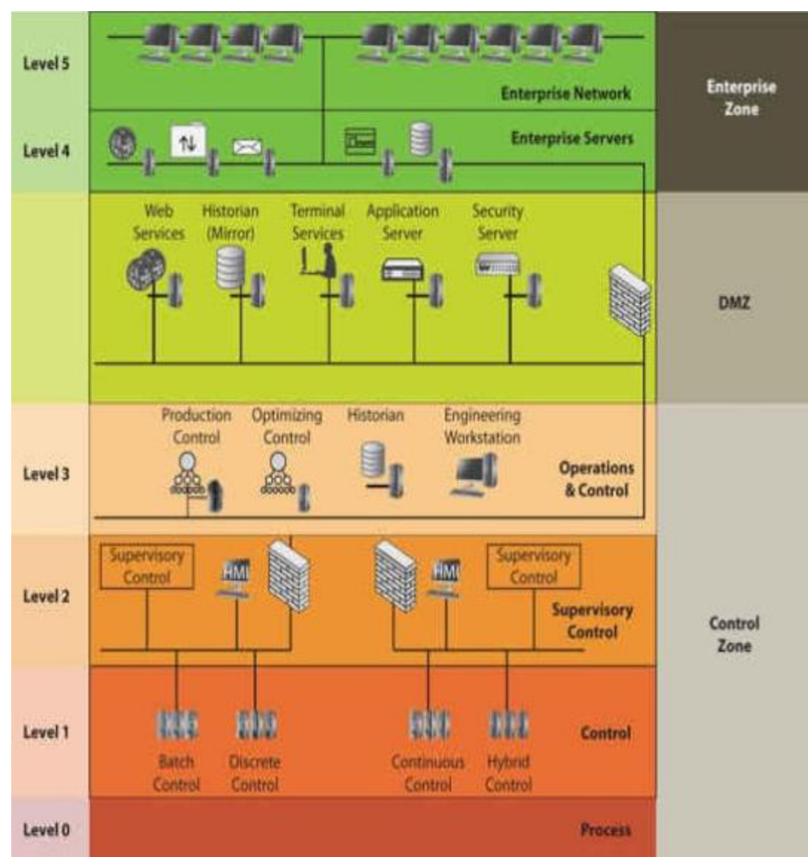 Level 5
Enterprise Network
Enterprise
Zone
Level 4
Enterprise Servers
Web
Services
Historian
(Mirror)
Terminal
Services
Application
Server
Security
Server
DMZ
Production
Control
Optimizing
Control
Historian
Engineering
Workstation
Level 3
Operations
& Control
Supervisory
Control
HMI
HMI
Supervisory
Control
Level 2
Supervisory
Control
Control
Zone
Level 1
Control
Batch
Control
Discrete
Control
Continuous
Control
Hybrid
Control
Level 0
Process